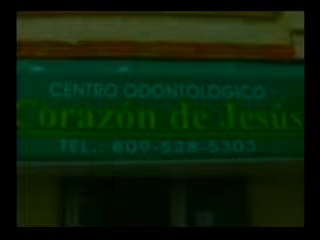 CENTRO ODONTOLOGICO
Corazón de Jesús
TEL.: 809-528-5303